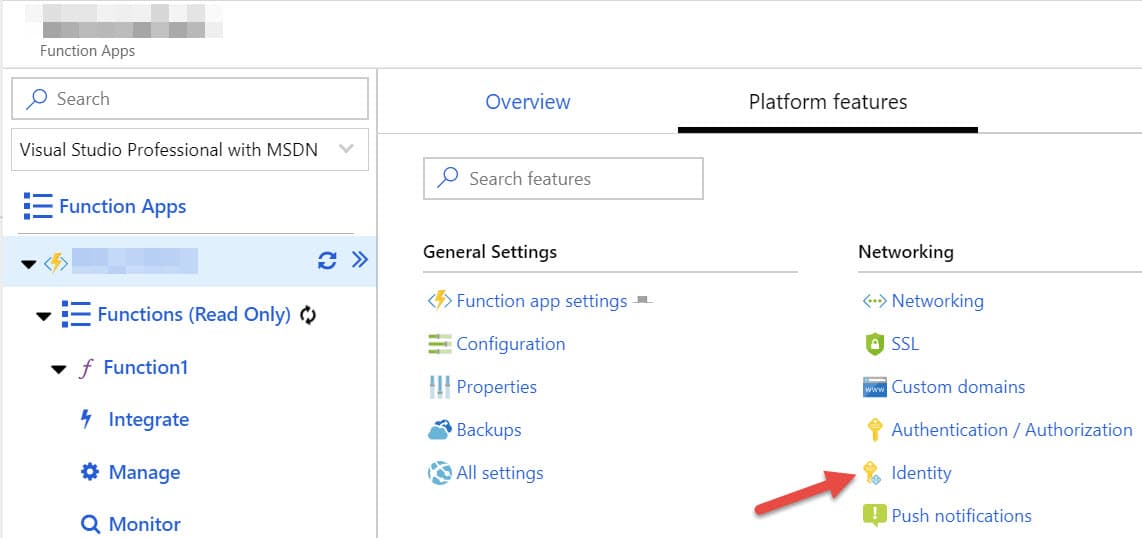 Function Apps
Search
Visual Studio Professional with MSDN
Function Apps
Functions (Read Only)
Function1
Integrate
Manage
Monitor
Overview
Platform features
Search features
General Settings
Function app settings
Configuration
Properties
Backups
All settings
Networking
Networking
SSL
www
Custom domains
Authentication / Authorization
Identity
Push notifications